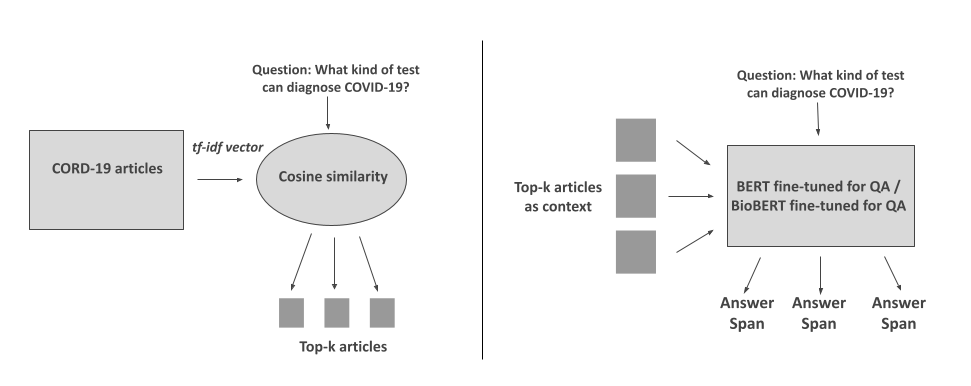 Question: What kind of test
can diagnose COVID-19?
tf-idf vector
CORD-19 articles
Cosine similarity
Top-k articles
Question: What kind of test
can diagnose COVID-19?
Top-k articles
as context
BERT fine-tuned for QA /
BioBERT fine-tuned for QA
Answer
Span
Answer
Span
Answer
Span